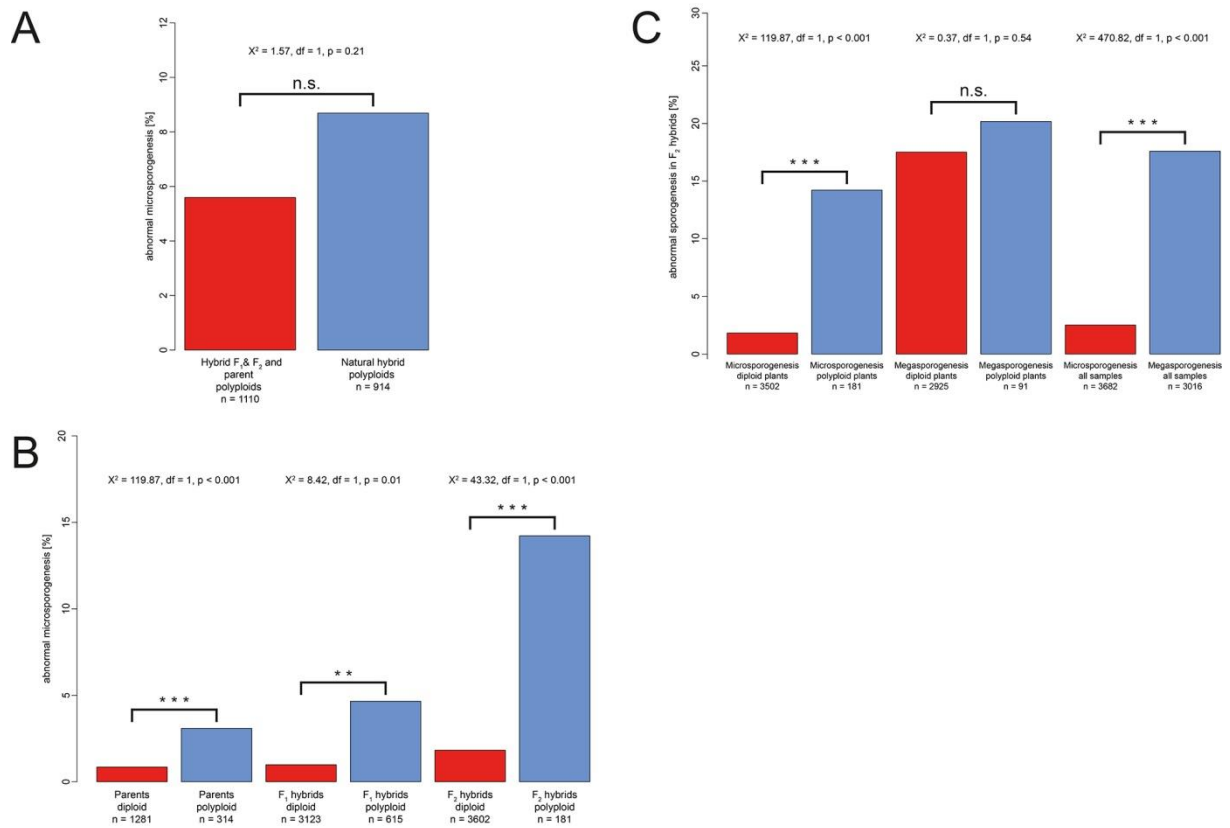 A
12
10
8
6
4
2
0
abnormal microsporogenesis [%]
X² = 1.57, df = 1, p = 0.21
n.s.
Hybrid F₁& F₂ and
parent
polyploids
n = 1110
Natural hybrid
polyploids
n = 914
C
30
25
20
15
10
5
0
abnormal sporogenesis in F₂ hybrids [%]
X² = 119.87, df = 1, p < 0.001
X² = 0.37, df = 1, p = 0.54
X² = 470.82, df = 1, p < 0.001
***
n.s.
***
Microsporogenesis
diploid plants
n = 3502
Microsporogenesis
polyploid plants
n = 181
Megasporogenesis
diploid plants
n = 2925
Megasporogenesis
polyploid plants
n = 91
Microsporogenesis
all samples
n = 3682
Megasporogenesis
all samples
n = 3016
B
20
15
10
5
0
abnormal microsporogenesis [%]
X² = 119.87, df = 1, p < 0.001
X² = 8.42, df = 1, p = 0.01
X² = 43.32, df = 1, p < 0.001
***
**
***
Parents
diploid
n = 1281
Parents
polyploid
n = 314
F₁ hybrids
diploid
n = 3123
F₁ hybrids
polyploid
n = 615
F₂ hybrids
diploid
n = 3602
F₂ hybrids
polyploid
n = 181